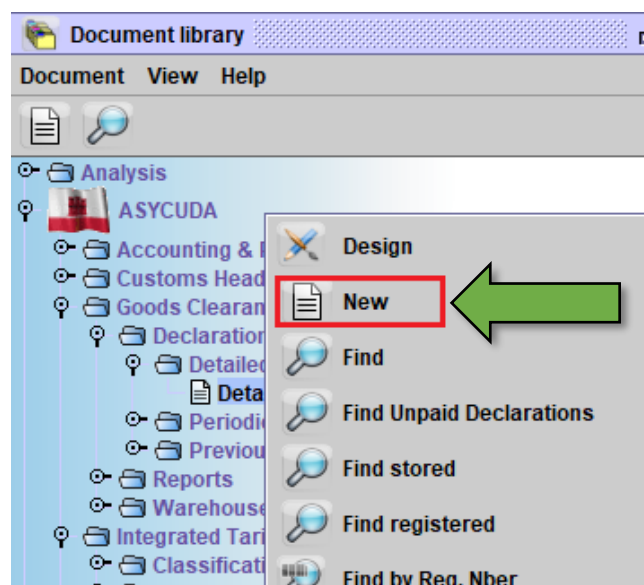 Document library
Document View Help
Analysis
ASYCUDA
Accounting &
Customs Head
Goods Clearan
Declaration
Detailed
Deta
Periodi
Previou
Reports
Warehouse
Integrated Tari
Classificati
Design
New
Find
Find Unpaid Declarations
Find stored
Find registered
Find by Reg. Nber